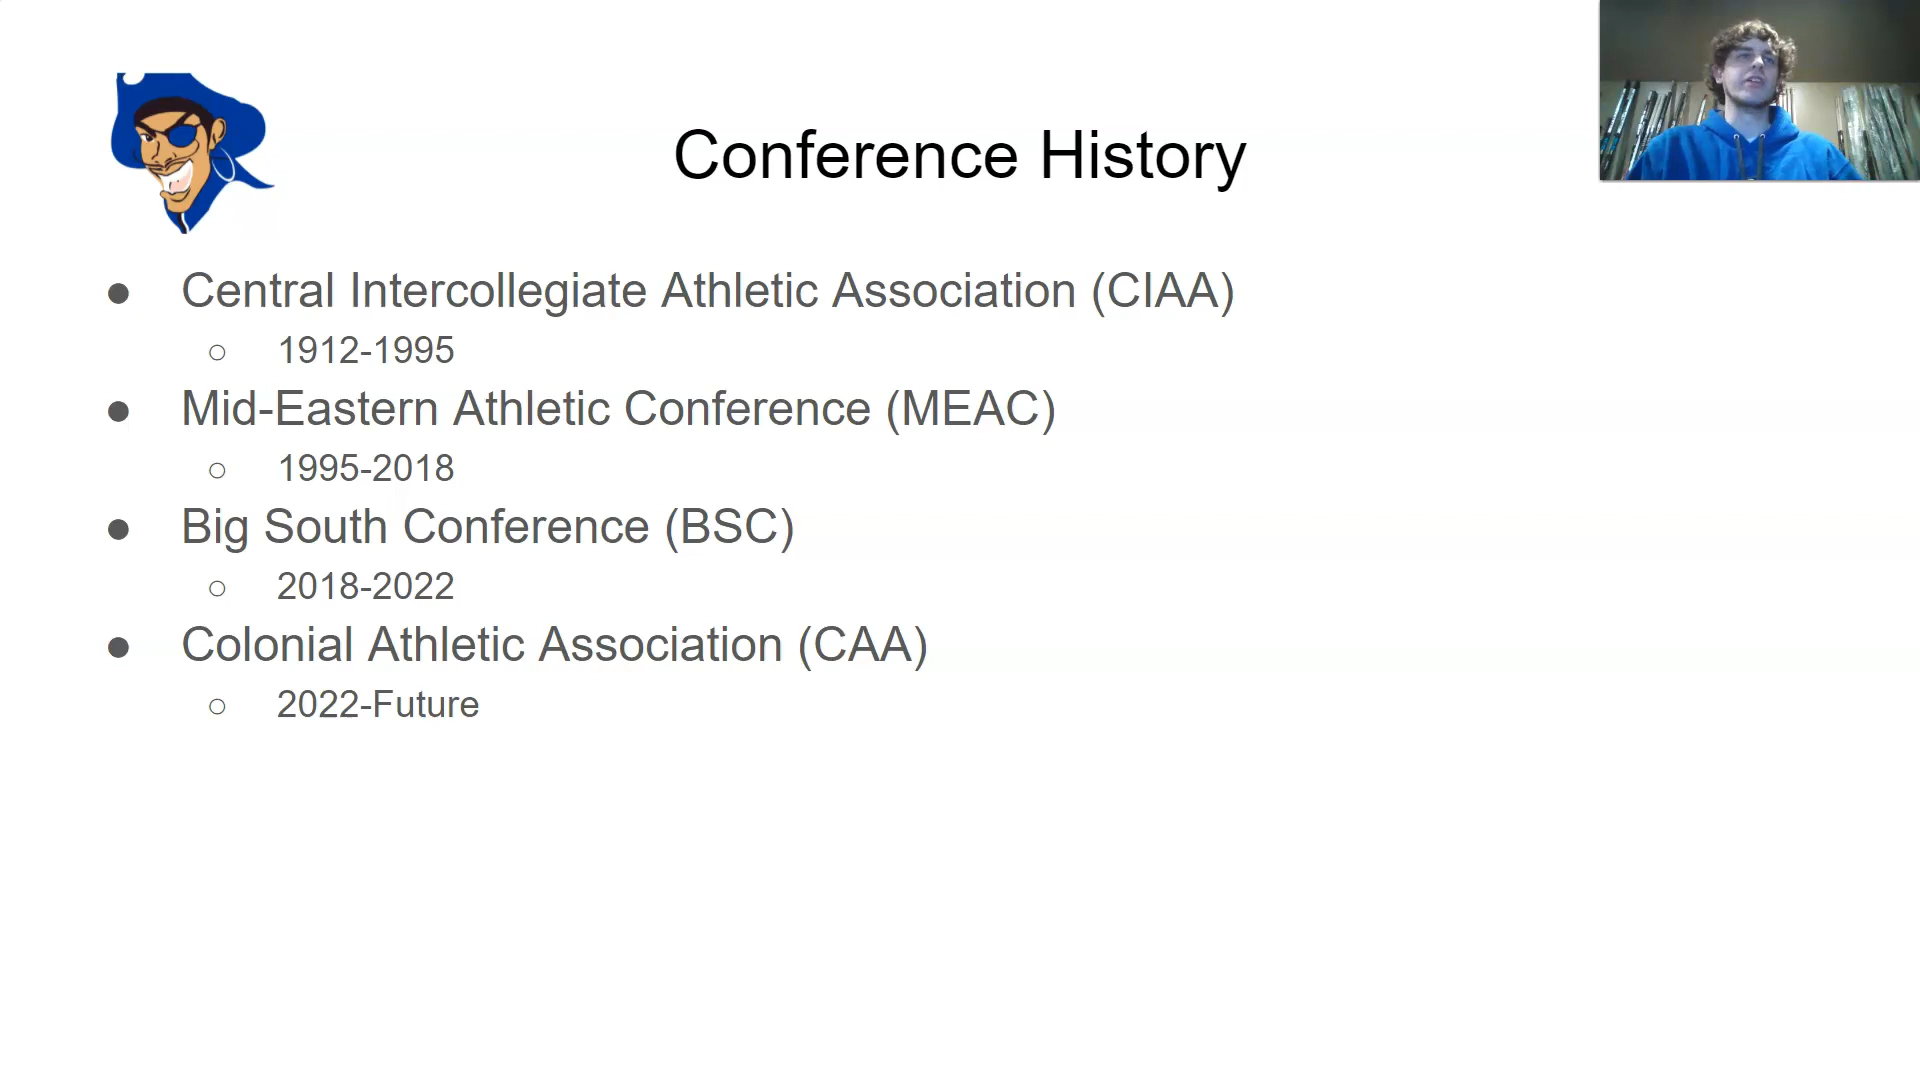 Conference History
● Central Intercollegiate Athletic Association (CIAA)
○ 1912-1995
● Mid-Eastern Athletic Conference (MEAC)
○ 1995-2018
● Big South Conference (BSC)
○ 2018-2022
● Colonial Athletic Association (CAA)
○ 2022-Future